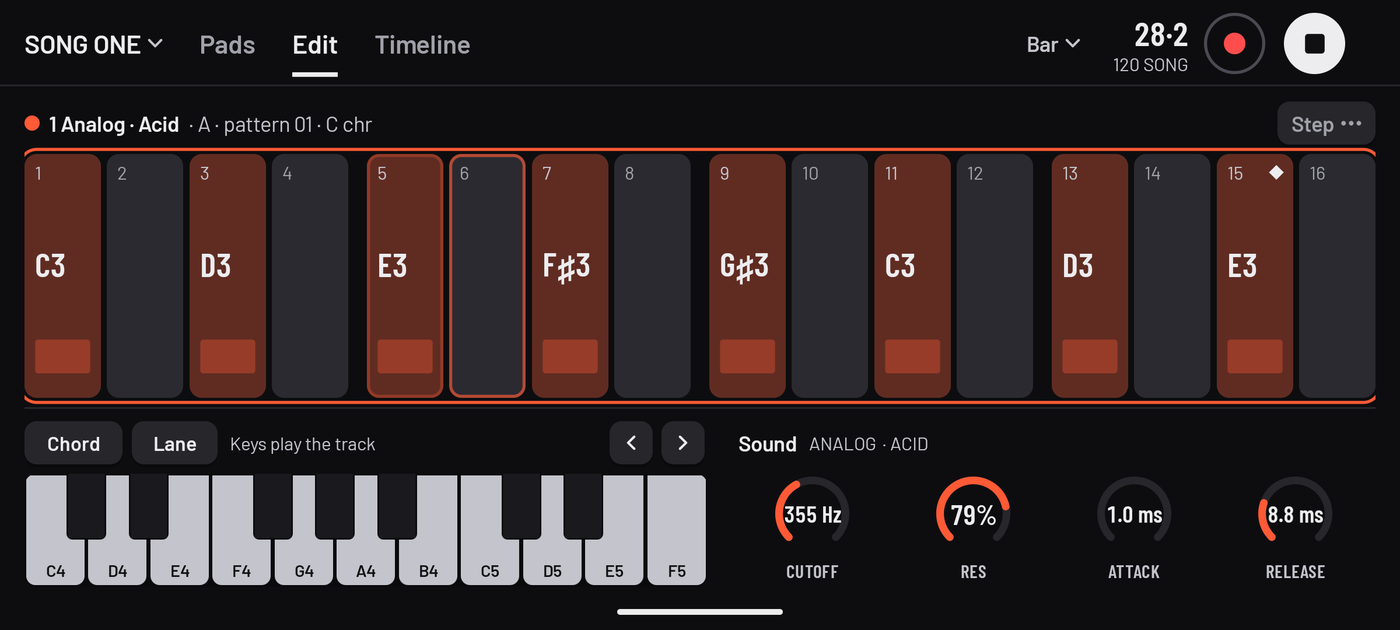 SONG ONE Pads Edit Timeline Bar 28·2
120 SONG
1 Analog · Acid · A · pattern 01 · C chr Step ···
1 2 3 4 5 6 7 8 9 10 11 12 13 14 15 16
C3 D3 E3 F♯3 G♯3 C3 D3 E3
Chord Lane Keys play the track Sound ANALOG · ACID
355 Hz 79% 1.0 ms 8.8 ms
C4 D4 E4 F4 G4 A4 B4 C5 D5 E5 F5 CUTOFF RES ATTACK RELEASE